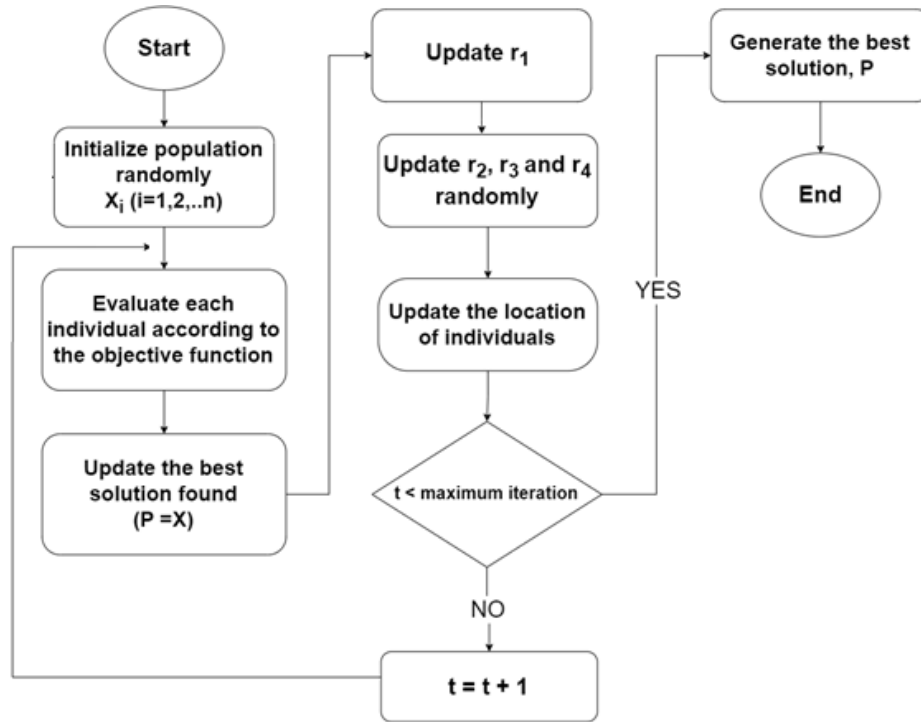 Start
Initialize population
randomly
Xi (i=1,2,..n)
Evaluate each
individual according to
the objective function
Update the best
solution found
(P =X)
Update r1
Update r2, r3 and r4
randomly
Update the location
of individuals
t < maximum iteration
NO
t = t + 1
YES
Generate the best
solution, P
End